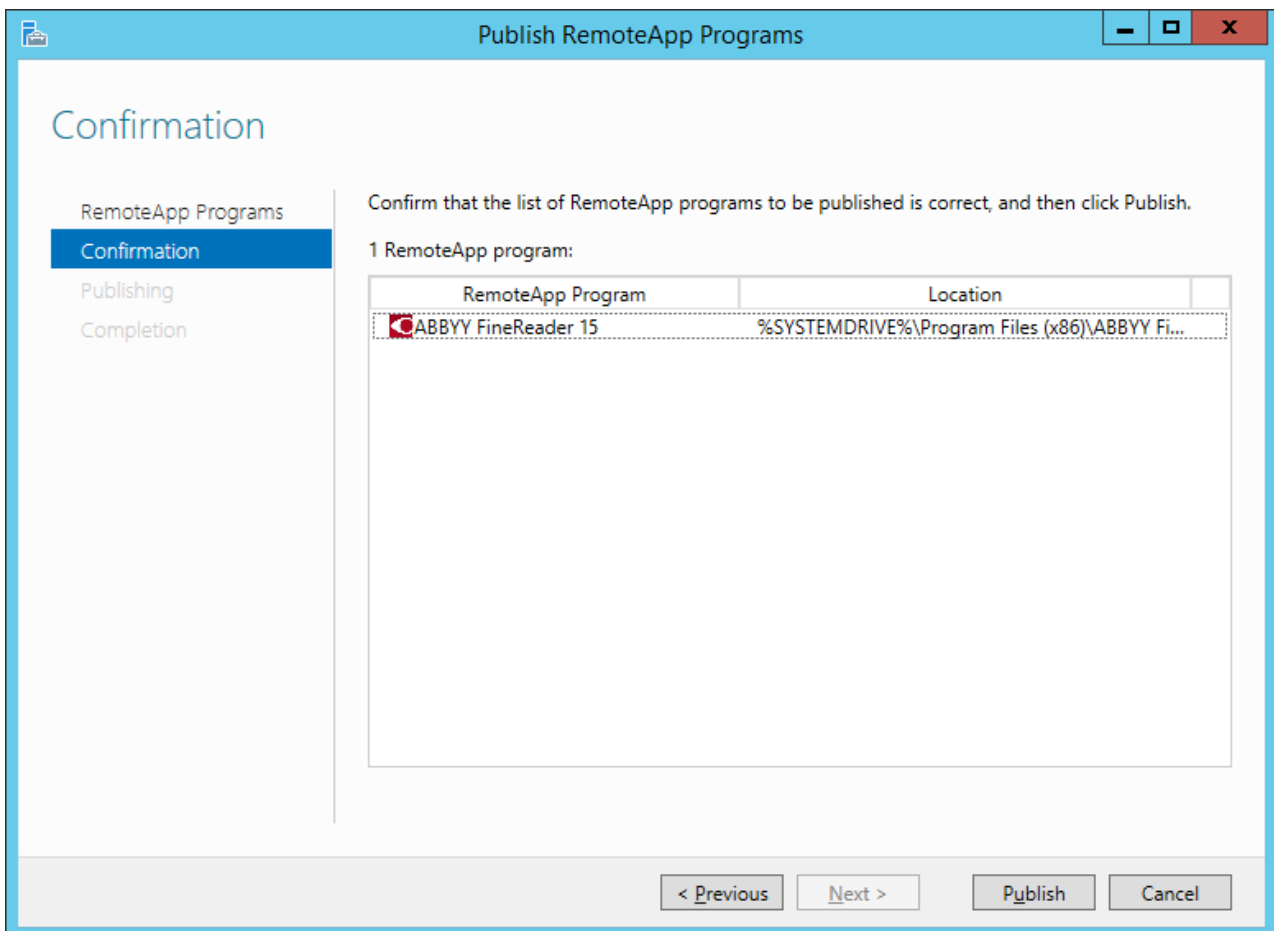 Publish RemoteApp Programs
Confirmation
RemoteApp Programs
Confirmation
Publishing
Completion
Confirm that the list of RemoteApp programs to be published is correct, and then click Publish.
1 RemoteApp program:
RemoteApp Program Location
ABBYY FineReader 15 %SYSTEMDRIVE%\Program Files (x86)\ABBYY Fi...
< Previous Next > Publish Cancel